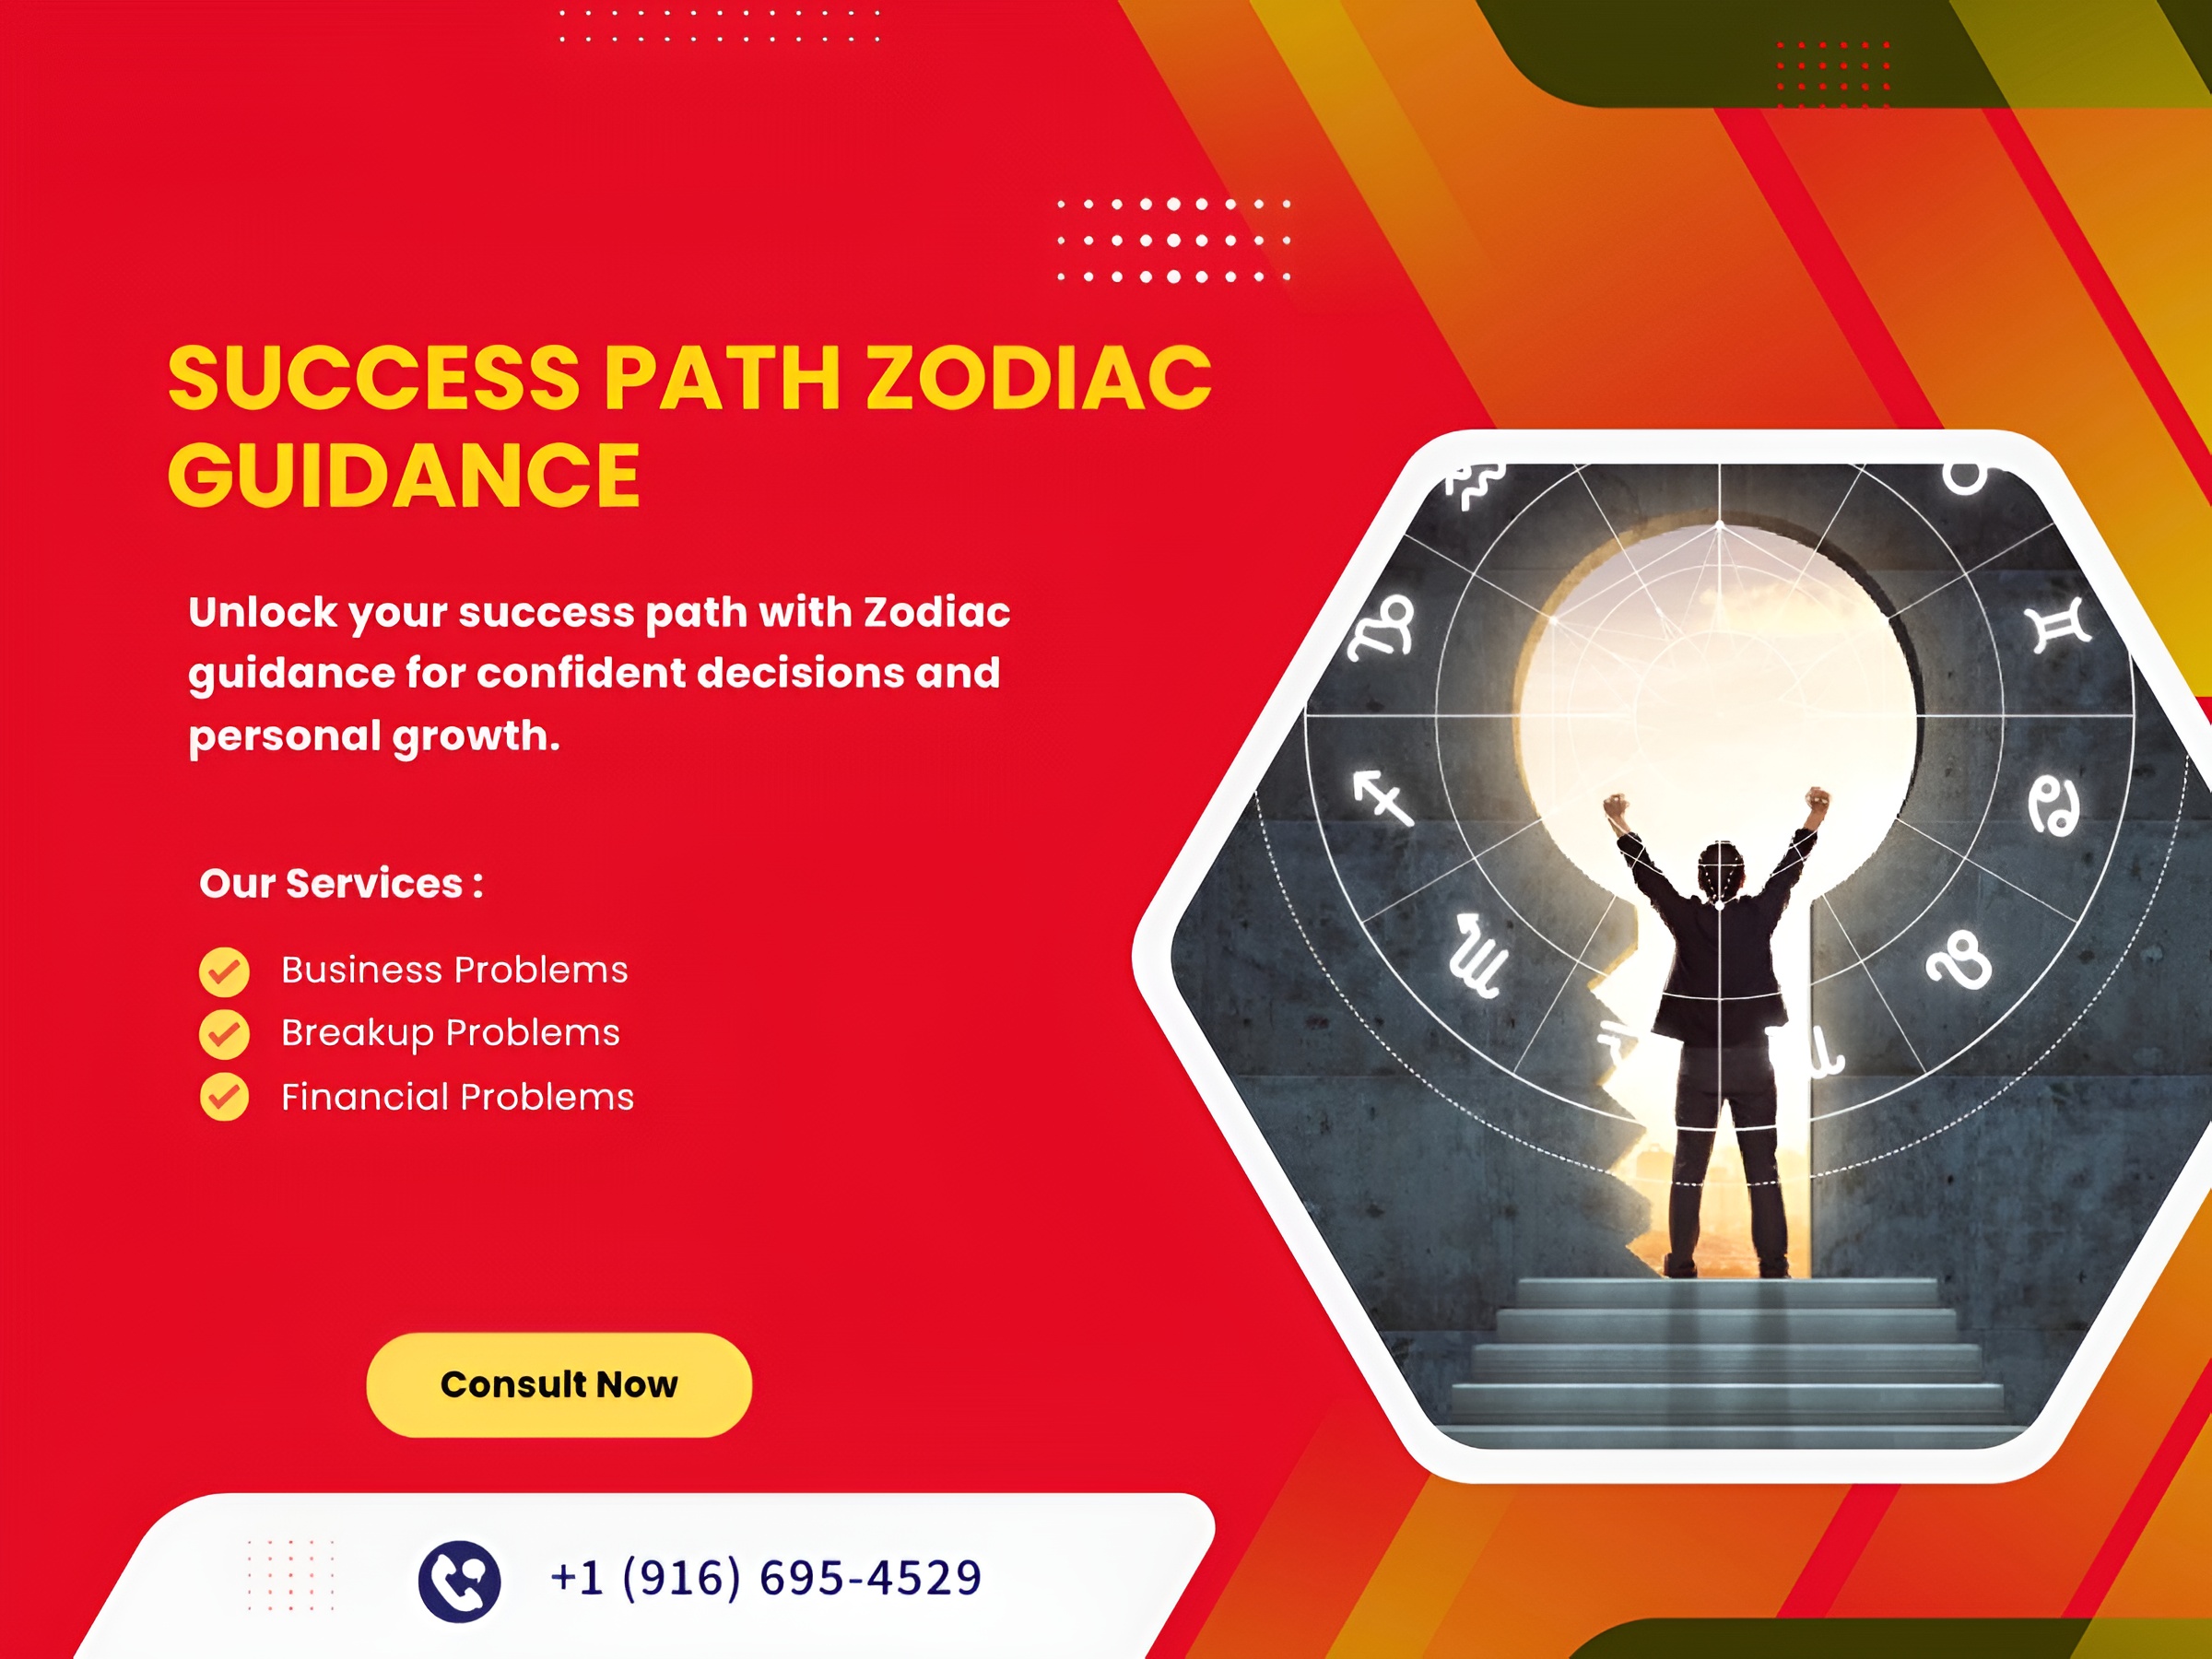 SUCCESS PATH ZODIAC
GUIDANCE
Unlock your success path with Zodiac
guidance for confident decisions and
personal growth.
Our Services :
Business Problems
Breakup Problems
Financial Problems
Consult Now
+1 (916) 695-4529